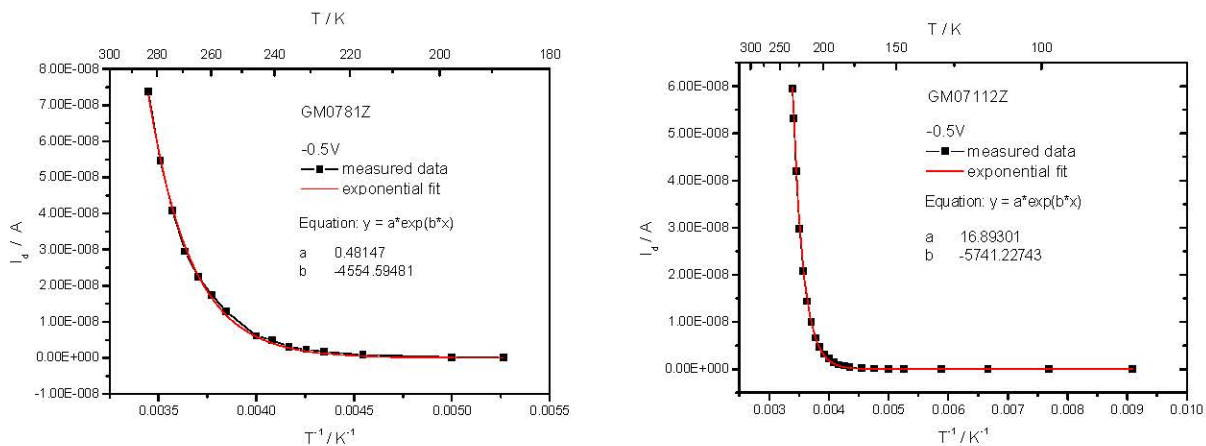 T / K
300 280 260 240 220 200 180
8.00E-008
7.00E-008
6.00E-008
5.00E-008
4.00E-008
3.00E-008
2.00E-008
1.00E-008
0.00E+000
-1.00E-008
I_d / A
GM0781Z
-0.5V
measured data
exponential fit
Equation: y = a*exp(b*x)
a 0.48147
b -4554.59481
0.0035 0.0040 0.0045 0.0050 0.0055
T⁻¹ / K⁻¹
T / K
300 250 200 150 100
6.00E-008
5.00E-008
4.00E-008
3.00E-008
2.00E-008
1.00E-008
0.00E+000
I_d / A
GM07112Z
-0.5V
measured data
exponential fit
Equation: y = a*exp(b*x)
a 16.89301
b -5741.22743
0.003 0.004 0.005 0.006 0.007 0.008 0.009 0.010
T⁻¹ / K⁻¹